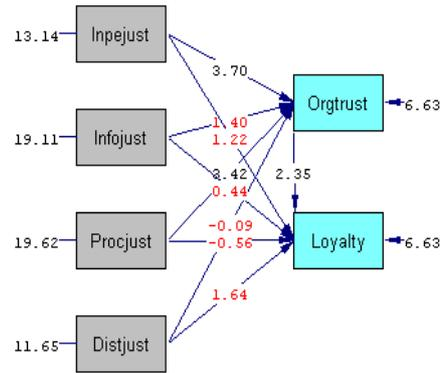 13.14 Inpejust
3.70
Orgtrust 6.63
19.11 Infojust
1.40
1.22
3.42 2.35
0.44
19.62 Procjust
-0.09
-0.56
Loyalty 6.63
1.64
11.65 Distjust